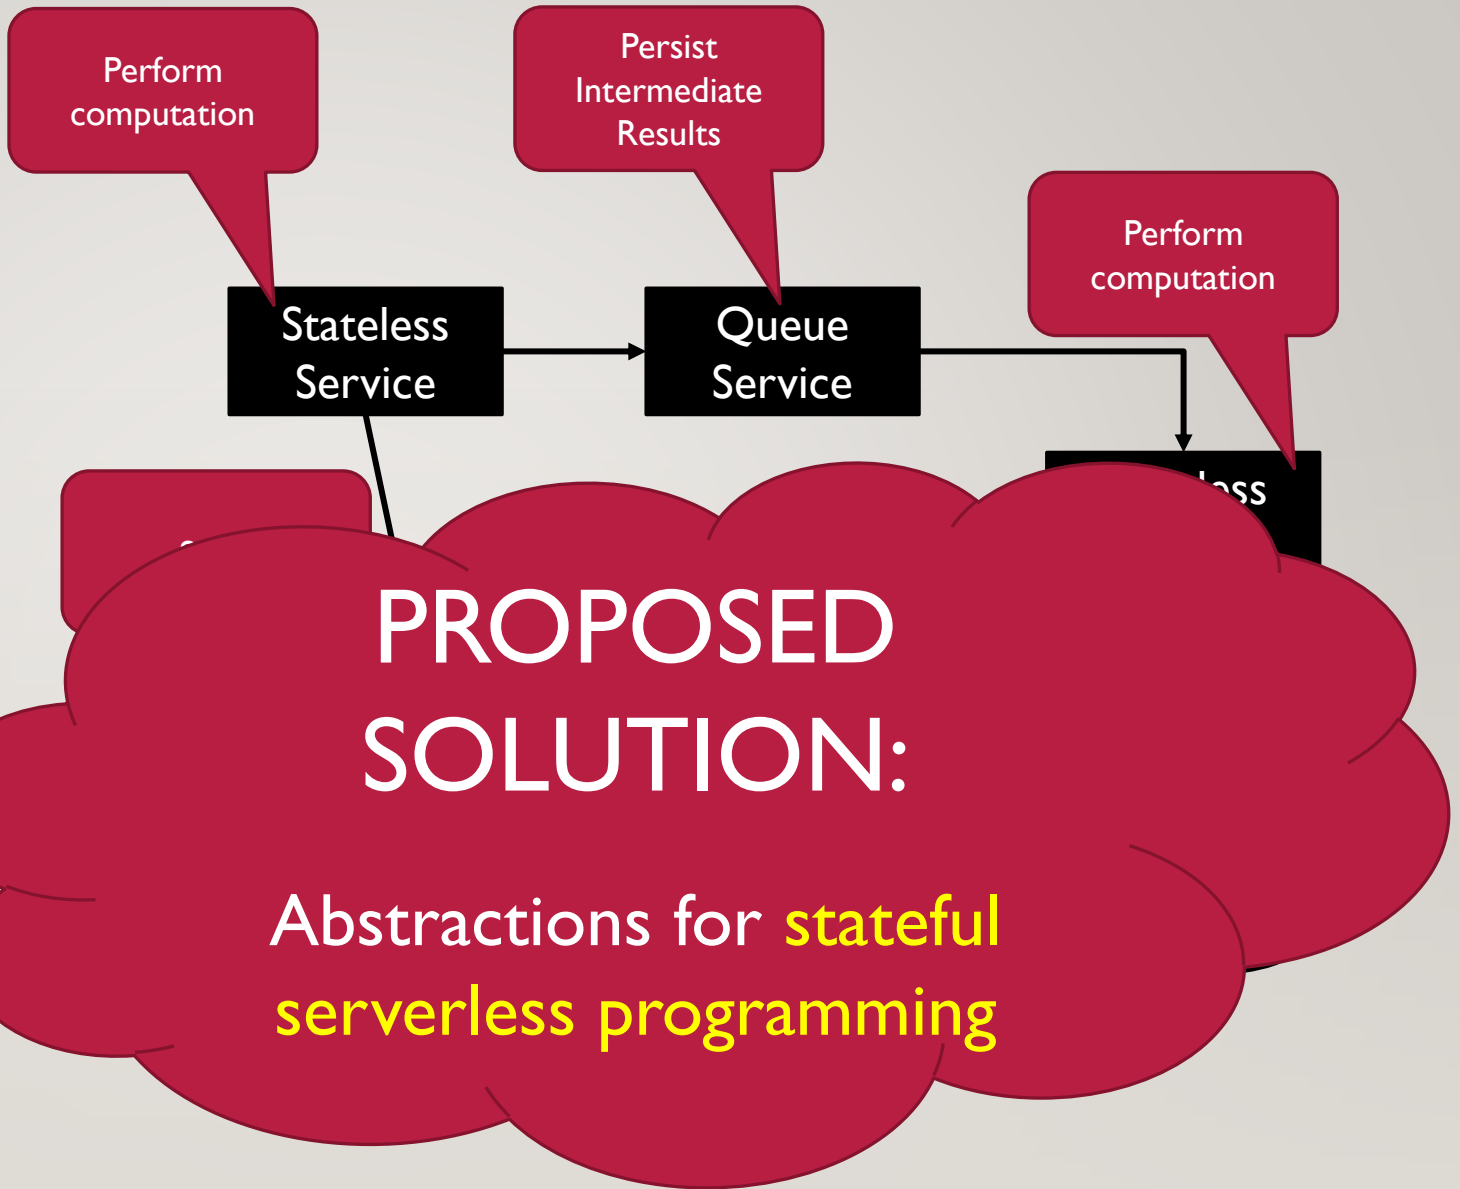 Perform
computation
Persist
Intermediate
Results
Perform
computation
Stateless
Service
Queue
Service
PROPOSED
SOLUTION:
Abstractions for stateful
serverless programming